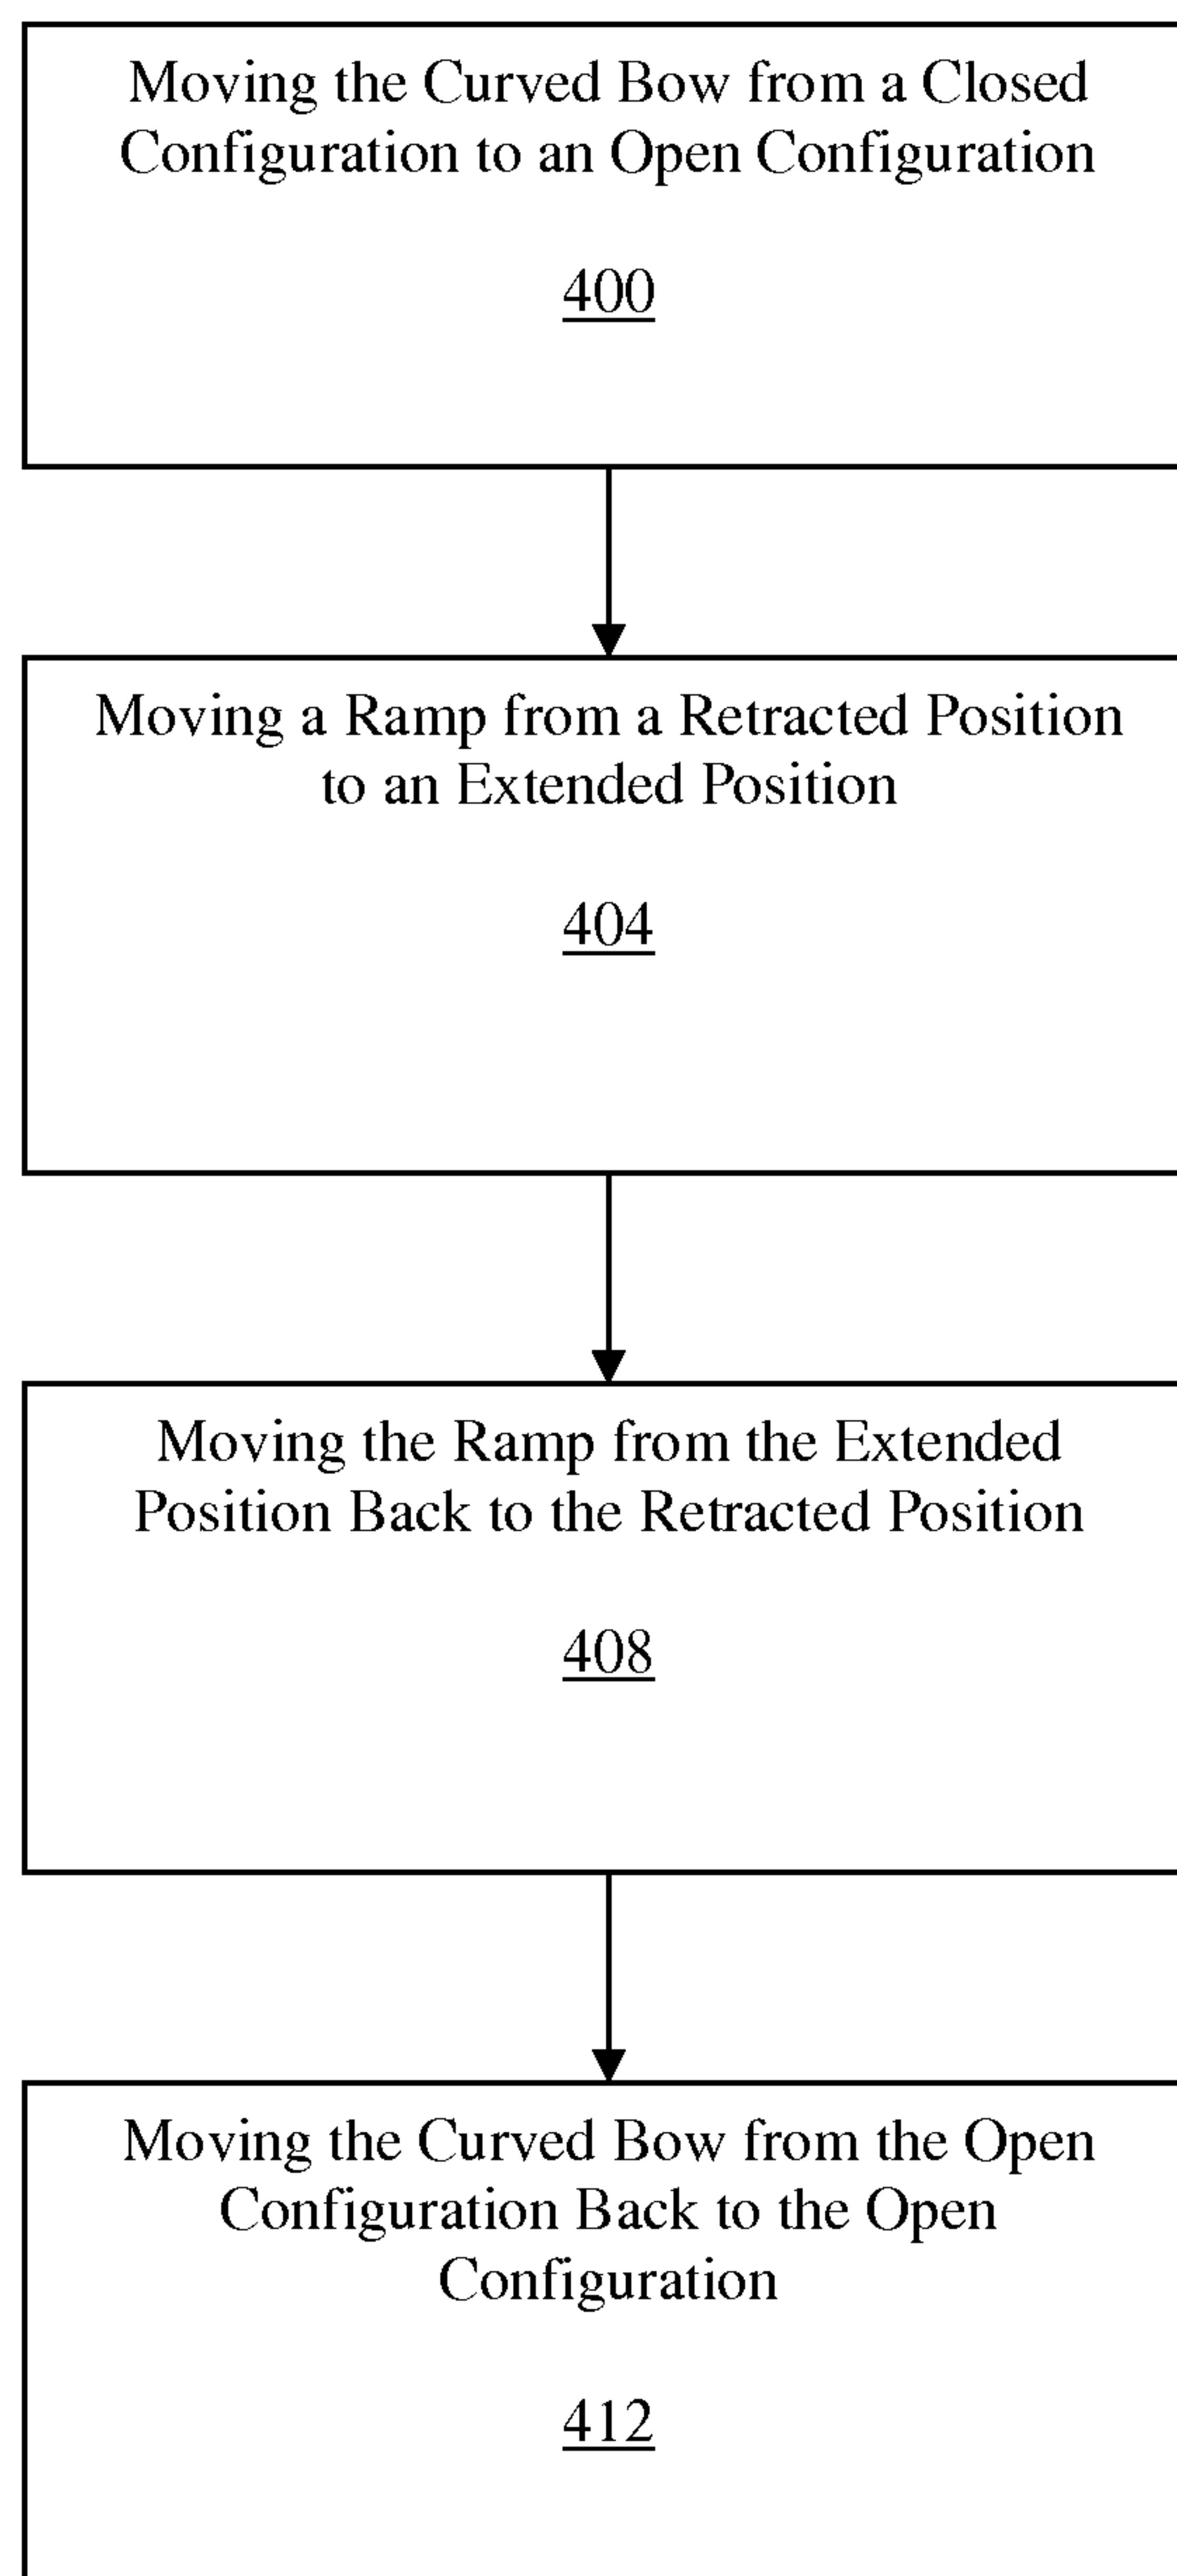 Moving the Curved Bow from a Closed
Configuration to an Open Configuration
400
Moving a Ramp from a Retracted Position
to an Extended Position
404
Moving the Ramp from the Extended
Position Back to the Retracted Position
408
Moving the Curved Bow from the Open
Configuration Back to the Open
Configuration
412